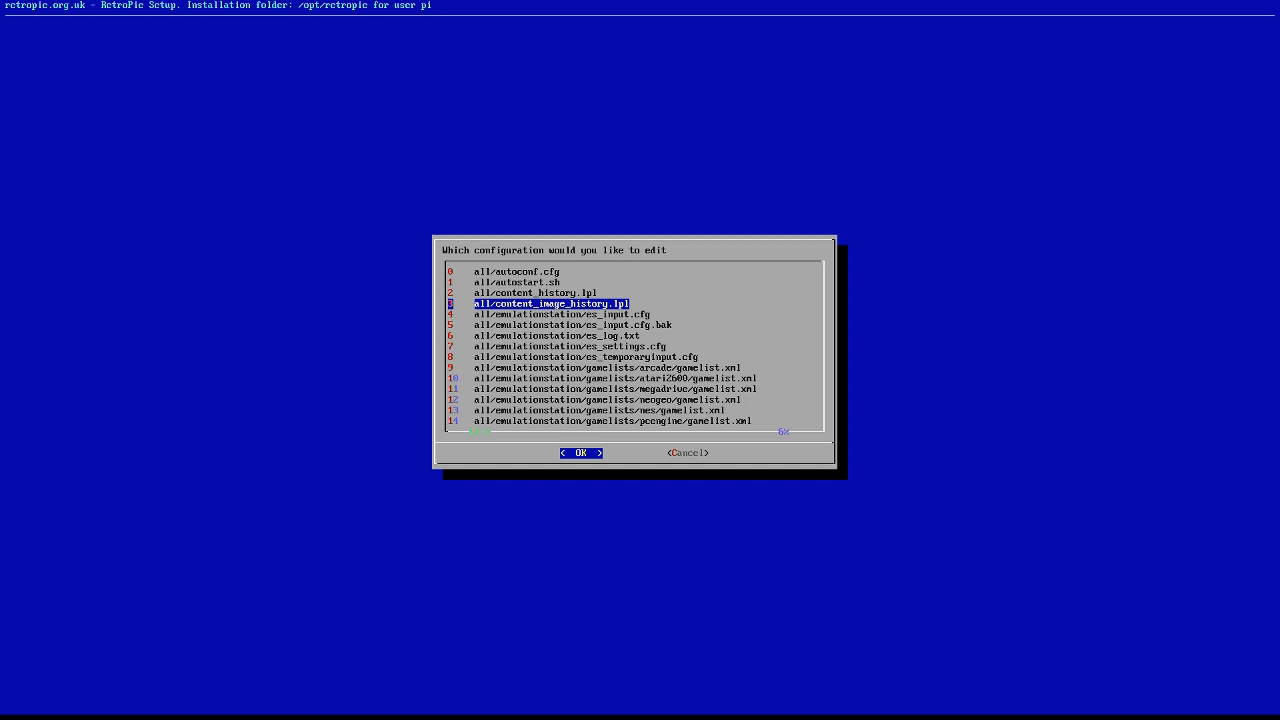 retropic.org.uk - RetroPic Setup. Installation folder: /opt/retropic for user pi
Which configuration would you like to edit
0 all/autoconf.cfg
1 all/autostart.sh
2 all/content_history.lpl
3 all/content_image_history.lpl
4 all/emulationstation/es_input.cfg
5 all/emulationstation/es_input.cfg.bak
6 all/emulationstation/es_log.txt
7 all/emulationstation/es_settings.cfg
8 all/emulationstation/es_temporaryinput.cfg
9 all/emulationstation/gamelists/arcade/gamelist.xml
10 all/emulationstation/gamelists/atari2600/gamelist.xml
11 all/emulationstation/gamelists/megadrive/gamelist.xml
12 all/emulationstation/gamelists/neogeo/gamelist.xml
13 all/emulationstation/gamelists/nes/gamelist.xml
14 all/emulationstation/gamelists/pcengine/gamelist.xml
6%
< OK > <Cancel>